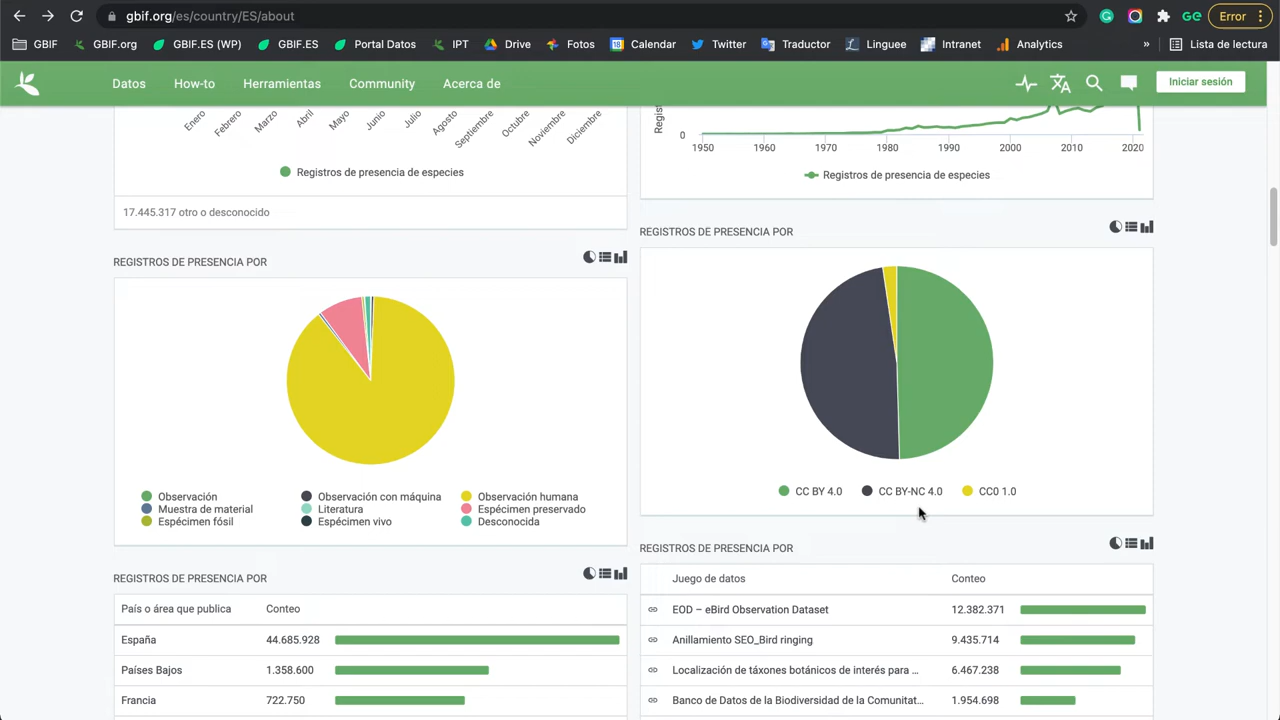 gbif.org/es/country/ES/about
Error
GBIF
GBIF.org
GBIF.ES (WP)
GBIF.ES
Portal Datos
IPT
Drive
Fotos
Calendar
Twitter
Traductor
Linguee
Intranet
Analytics
»
Lista de lectura
Datos
How-to
Herramientas
Community
Acerca de
Iniciar sesión
Enero
Febrero
Marzo
Abril
Mayo
Junio
Julio
Agosto
Septiembre
Octubre
Noviembre
Diciembre
Registros de presencia de especies
17.445.317 otro o desconocido
Regis
0
1950 1960 1970 1980 1990 2000 2010 2020
Registros de presencia de especies
REGISTROS DE PRESENCIA POR
Observación
Observación con máquina
Observación humana
Muestra de material
Literatura
Espécimen preservado
Espécimen fósil
Espécimen vivo
Desconocida
REGISTROS DE PRESENCIA POR
CC BY 4.0
CC BY-NC 4.0
CC0 1.0
REGISTROS DE PRESENCIA POR
País o área que publica Conteo
España 44.685.928
Países Bajos 1.358.600
Francia 722.750
REGISTROS DE PRESENCIA POR
Juego de datos Conteo
EOD – eBird Observation Dataset 12.382.371
Anillamiento SEO_Bird ringing 9.435.714
Localización de táxones botánicos de interés para ... 6.467.238
Banco de Datos de la Biodiversidad de la Comunitat... 1.954.698